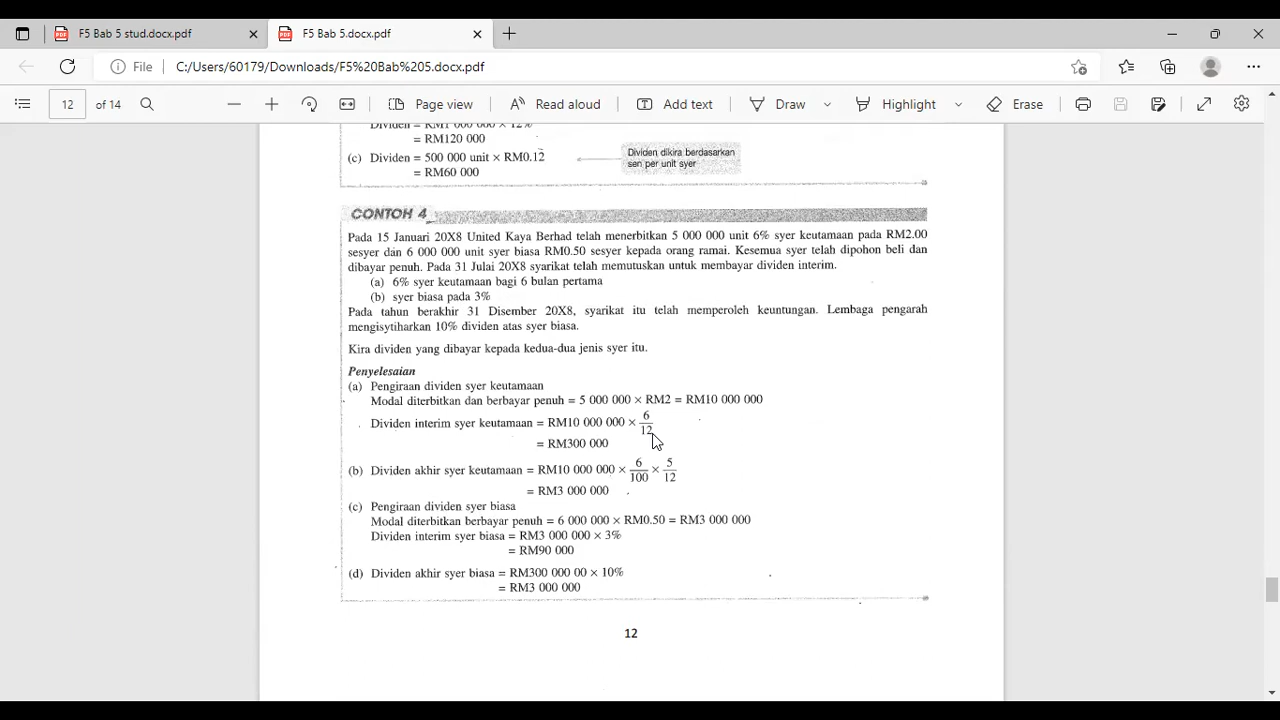 F5 Bab 5 stud.docx.pdf
F5 Bab 5.docx.pdf
File C:/Users/60179/Downloads/F5%20Bab%205.docx.pdf
12 of 14 Page view Read aloud Add text Draw Highlight Erase
Dividen = RM1 000 000 × 12%
= RM120 000
(c) Dividen = 500 000 unit × RM0.12
= RM60 000
Dividen dikira berdasarkan
sen per unit syer
CONTOH 4
Pada 15 Januari 20X8 United Kaya Berhad telah menerbitkan 5 000 000 unit 6% syer keutamaan pada RM2.00
sesyer dan 6 000 000 unit syer biasa RM0.50 sesyer kepada orang ramai. Kesemua syer telah dipohon beli dan
dibayar penuh. Pada 31 Julai 20X8 syarikat telah memutuskan untuk membayar dividen interim.
(a) 6% syer keutamaan bagi 6 bulan pertama
(b) syer biasa pada 3%
Pada tahun berakhir 31 Disember 20X8, syarikat itu telah memperoleh keuntungan. Lembaga pengarah
mengisytiharkan 10% dividen atas syer biasa.
Kira dividen yang dibayar kepada kedua-dua jenis syer itu.
Penyelesaian
(a) Pengiraan dividen syer keutamaan
Modal diterbitkan dan berbayar penuh = 5 000 000 × RM2 = RM10 000 000
Dividen interim syer keutamaan = RM10 000 000 × 6/12
= RM300 000
(b) Dividen akhir syer keutamaan = RM10 000 000 × 6/100 × 5/12
= RM3 000 000
(c) Pengiraan dividen syer biasa
Modal diterbitkan berbayar penuh = 6 000 000 × RM0.50 = RM3 000 000
Dividen interim syer biasa = RM3 000 000 × 3%
= RM90 000
(d) Dividen akhir syer biasa = RM300 000 00 × 10%
= RM3 000 000
12